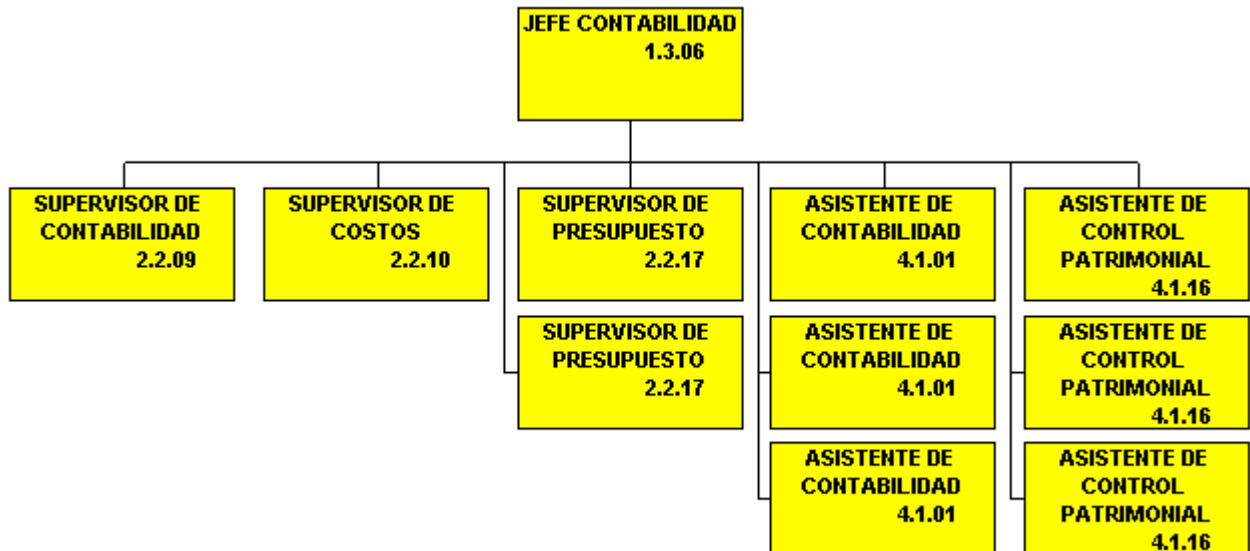 JEFE CONTABILIDAD
1.3.06
SUPERVISOR DE
CONTABILIDAD
2.2.09
SUPERVISOR DE
COSTOS
2.2.10
SUPERVISOR DE
PRESUPUESTO
2.2.17
ASISTENTE DE
CONTABILIDAD
4.1.01
ASISTENTE DE
CONTROL
PATRIMONIAL
4.1.16
SUPERVISOR DE
PRESUPUESTO
2.2.17
ASISTENTE DE
CONTABILIDAD
4.1.01
ASISTENTE DE
CONTROL
PATRIMONIAL
4.1.16
ASISTENTE DE
CONTABILIDAD
4.1.01
ASISTENTE DE
CONTROL
PATRIMONIAL
4.1.16